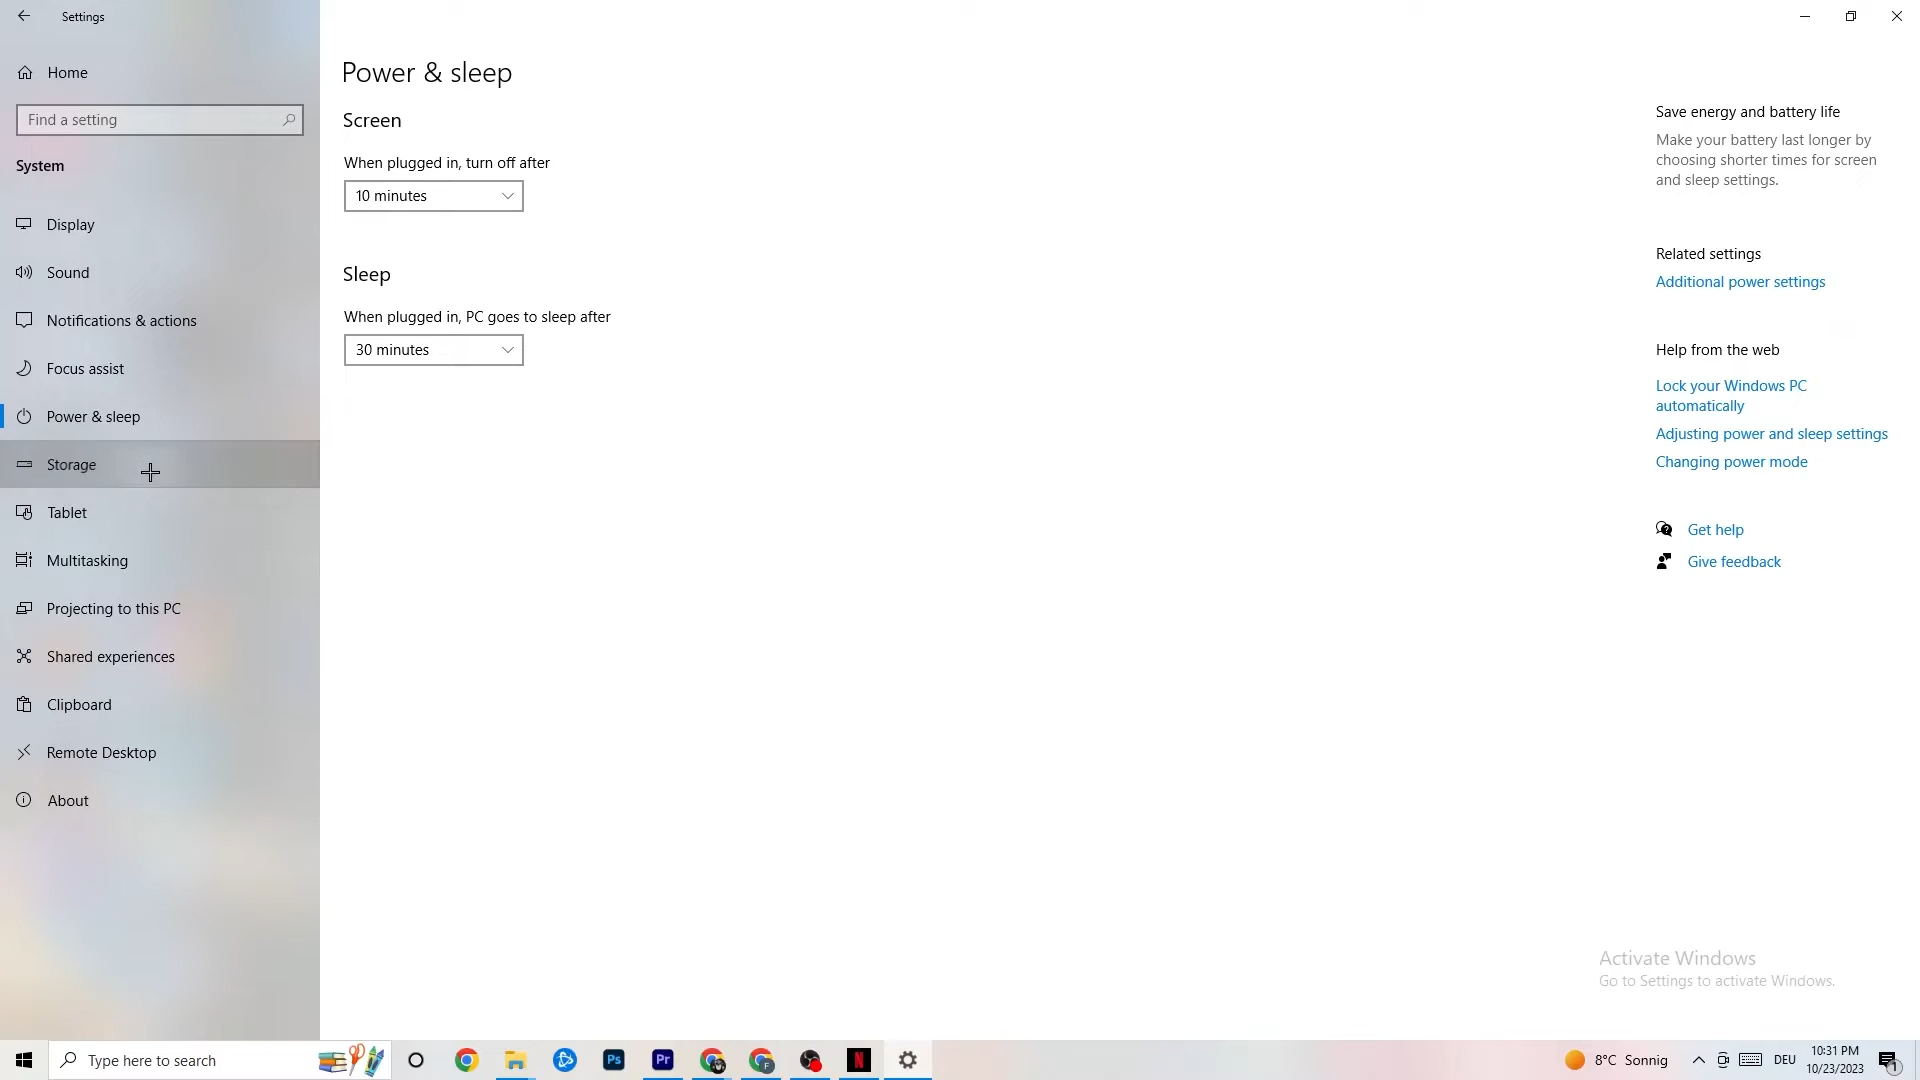 Settings
Home
Find a setting
System
Display
Sound
Notifications & actions
Focus assist
Power & sleep
Storage
Tablet
Multitasking
Projecting to this PC
Shared experiences
Clipboard
Remote Desktop
About
Power & sleep
Screen
When plugged in, turn off after
10 minutes
Sleep
When plugged in, PC goes to sleep after
30 minutes
Save energy and battery life
Make your battery last longer by
choosing shorter times for screen
and sleep settings.
Related settings
Additional power settings
Help from the web
Lock your Windows PC
automatically
Adjusting power and sleep settings
Changing power mode
Get help
Give feedback
Activate Windows
Go to Settings to activate Windows.
Type here to search
Ps
Pr
F
N
8°C Sonnig
DEU
10:31 PM
10/23/2023
1